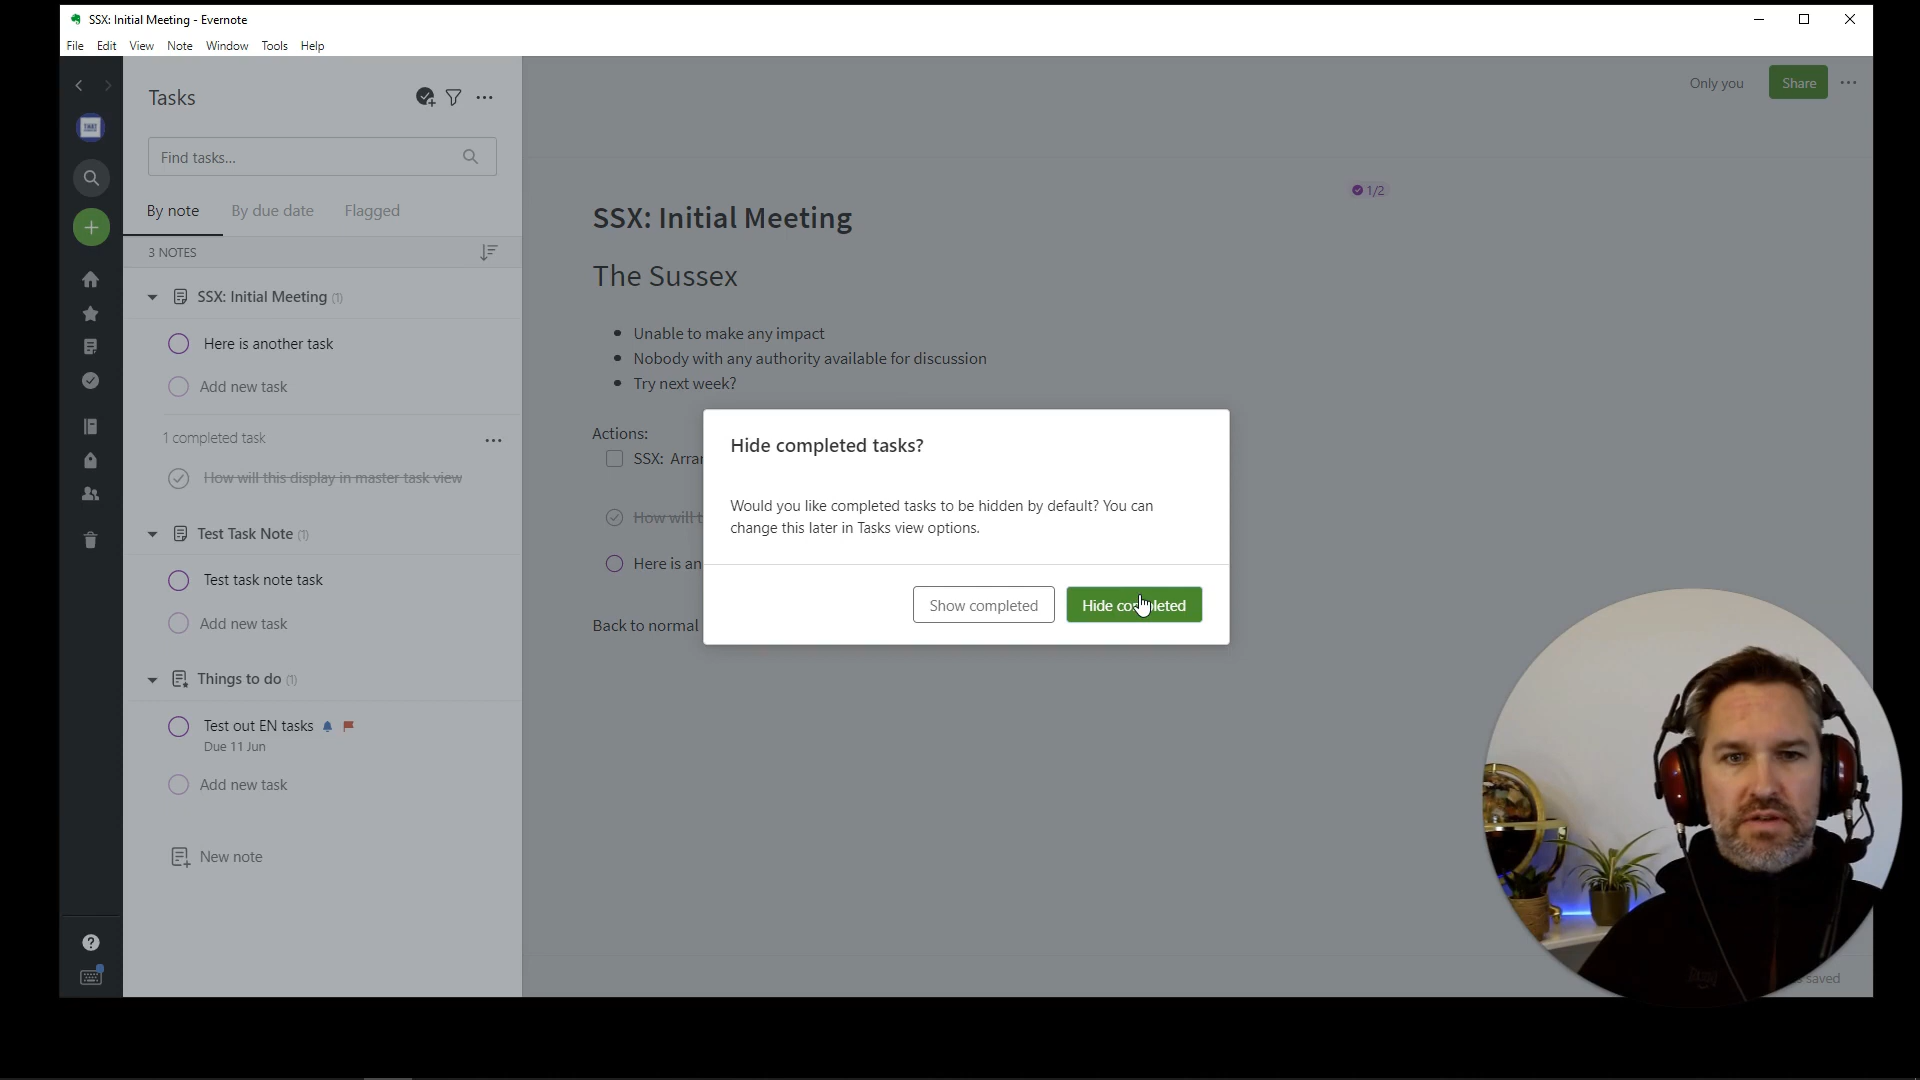 SSX: Initial Meeting - Evernote
File Edit View Note Window Tools Help
Tasks
Find tasks...
By note By due date Flagged
3 NOTES
SSX: Initial Meeting (1)
Here is another task
Add new task
1 completed task
How will this display in master task view
Test Task Note (1)
Test task note task
Add new task
Things to do (1)
Test out EN tasks
Due 11 Jun
Add new task
New note
Only you Share
1/2
SSX: Initial Meeting
The Sussex
Unable to make any impact
Nobody with any authority available for discussion
Try next week?
Actions:
SSX: Arra
How will t
Here is an
Back to normal
Hide completed tasks?
Would you like completed tasks to be hidden by default? You can
change this later in Tasks view options.
Show completed Hide completed
saved